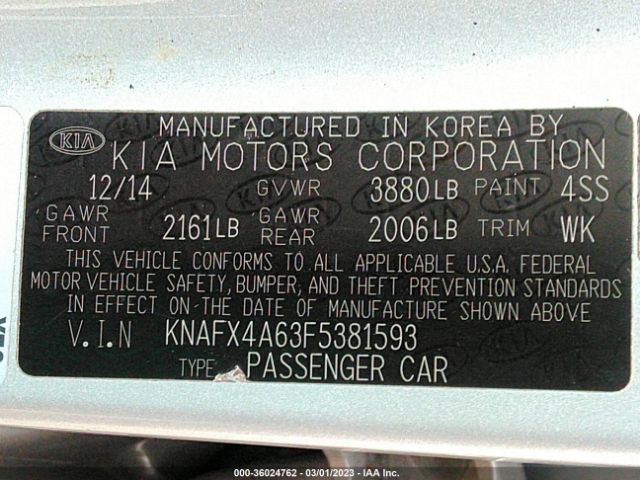 KIA
MANUFACTURED IN KOREA BY
KIA MOTORS CORPORATION
12/14 GVWR 3880LB PAINT 4SS
GAWR FRONT 2161LB GAWR REAR 2006LB TRIM WK
THIS VEHICLE CONFORMS TO ALL APPLICABLE U.S.A. FEDERAL
MOTOR VEHICLE SAFETY, BUMPER, AND THEFT PREVENTION STANDARDS
IN EFFECT ON-THE DATE OF MANUFACTURE SHOWN ABOVE
V.I.N KNAFX4A63F5381593
TYPE PASSENGER CAR
000-36024762 — 03/01/2023 — IAA Inc.